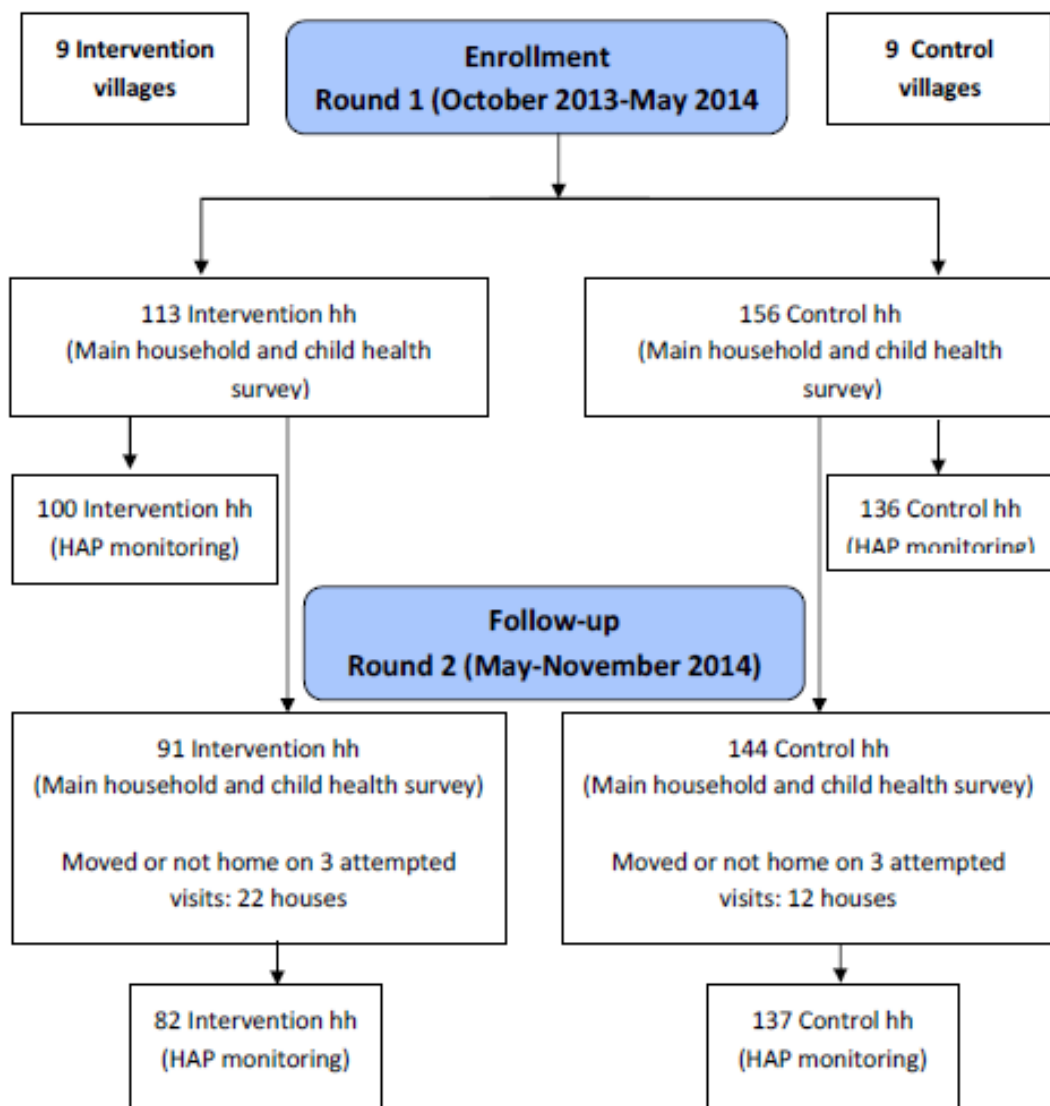 9 Intervention
villages
Enrollment
Round 1 (October 2013-May 2014
9 Control
villages
113 Intervention hh
(Main household and child health
survey)
156 Control hh
(Main household and child health
survey)
100 Intervention hh
(HAP monitoring)
136 Control hh
(HAP monitoring)
Follow-up
Round 2 (May-November 2014)
91 Intervention hh
(Main household and child health survey)
Moved or not home on 3 attempted
visits: 22 houses
144 Control hh
(Main household and child health survey)
Moved or not home on 3 attempted
visits: 12 houses
82 Intervention hh
(HAP monitoring)
137 Control hh
(HAP monitoring)